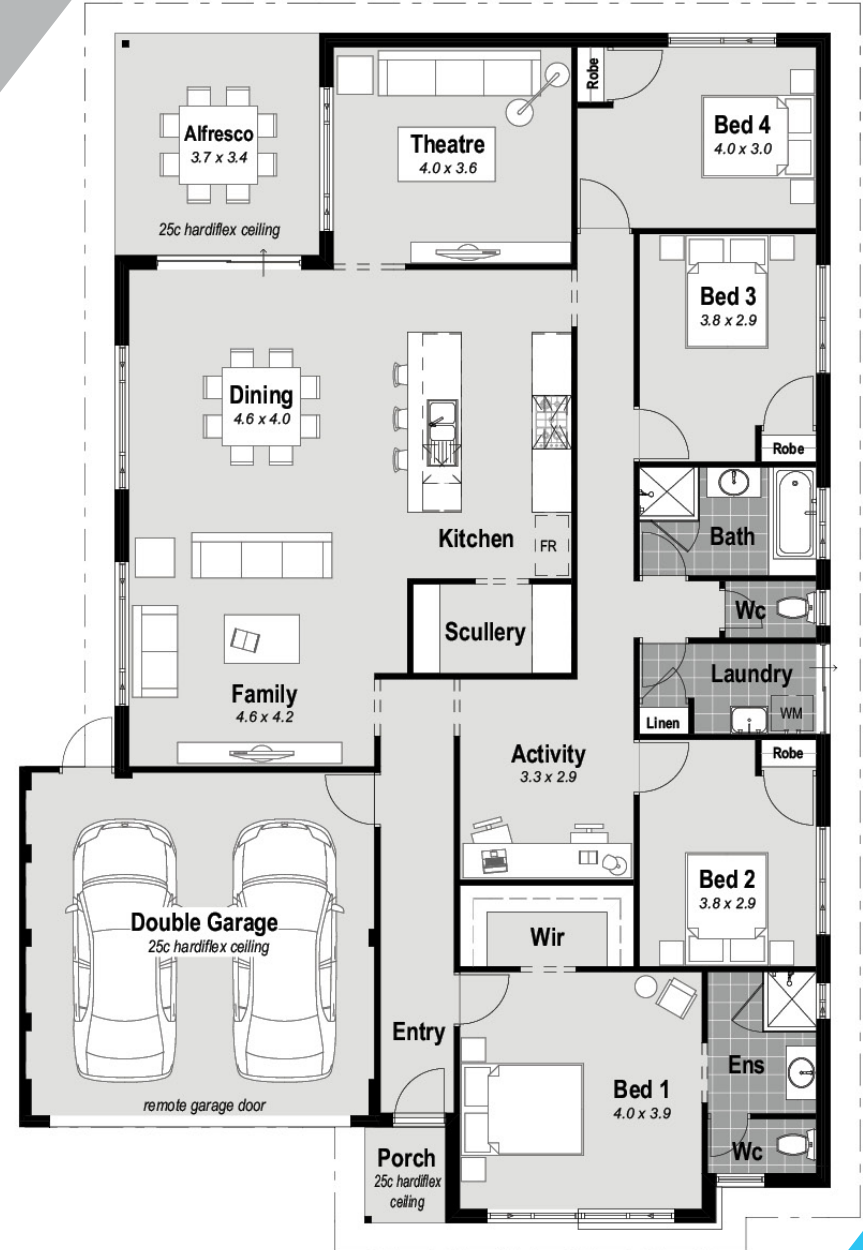 Alfresco
3.7 x 3.4
25c hardiflex ceiling
Theatre
4.0 x 3.6
Robe
Bed 4
4.0 x 3.0
Bed 3
3.8 x 2.9
Robe
Dining
4.6 x 4.0
Kitchen
FR
Bath
Scullery
Wc
Family
4.6 x 4.2
Laundry
WM
Linen
Activity
3.3 x 2.9
Robe
Bed 2
3.8 x 2.9
Double Garage
25c hardiflex ceiling
remote garage door
Wir
Entry
Bed 1
4.0 x 3.9
Ens
Wc
Porch
25c hardiflex
ceiling